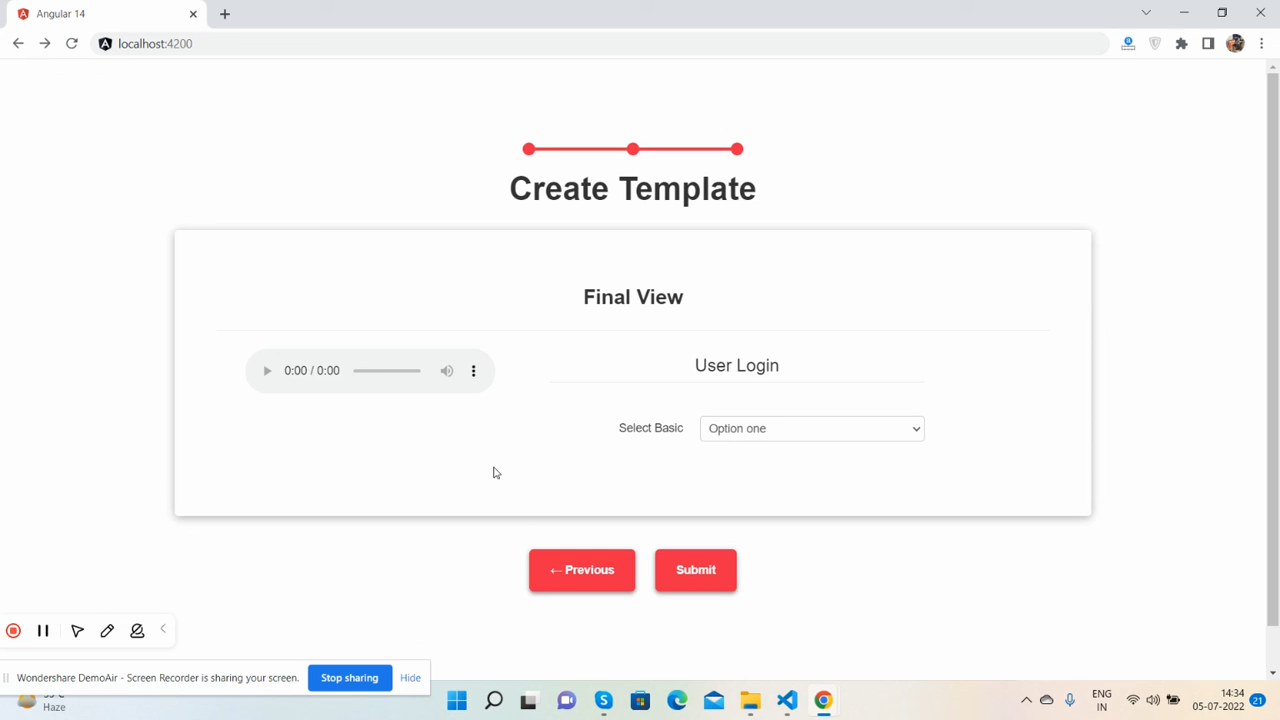 Angular 14
localhost:4200
Create Template
Final View
0:00 / 0:00
User Login
Select Basic
Option one
← Previous
Submit
Wondershare DemoAir - Screen Recorder is sharing your screen.
Stop sharing
Hide
Haze
ENG
IN
14:34
05-07-2022
21